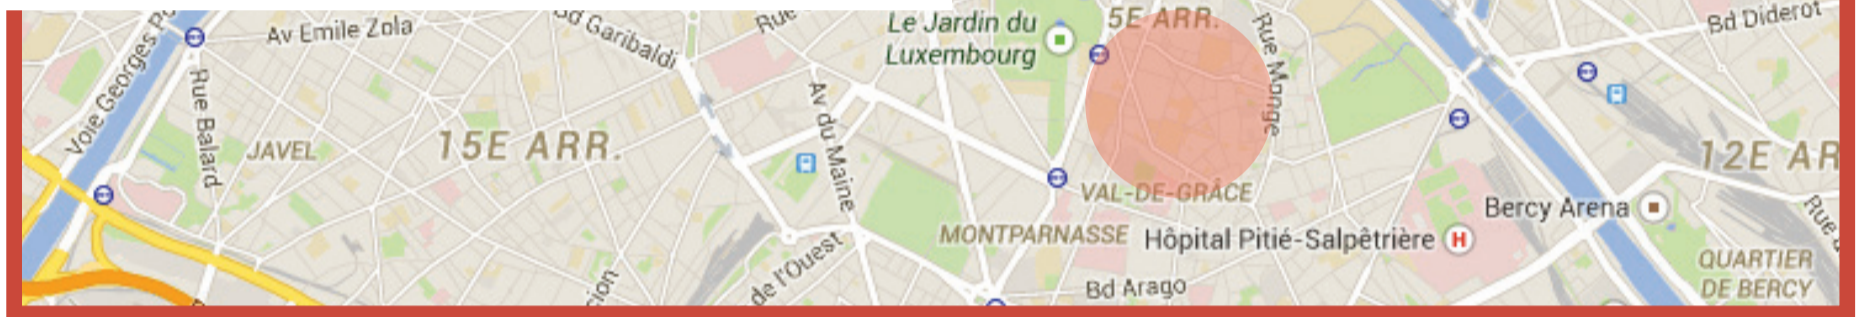 Av Emile Zola
Bd Garibaldi
Rue
Le Jardin du
Luxembourg
5E ARR.
Rue Monge
Bd Diderot
Voie Georges Po
Rue Balard
JAVEL
15E ARR.
Av du Maine
12E AR
VAL-DE-GRÂCE
MONTPARNASSE
Hôpital Pitié-Salpêtrière
H
Bercy Arena
Rue d
de l'Ouest
cion
Bd Arago
QUARTIER
DE BERCY